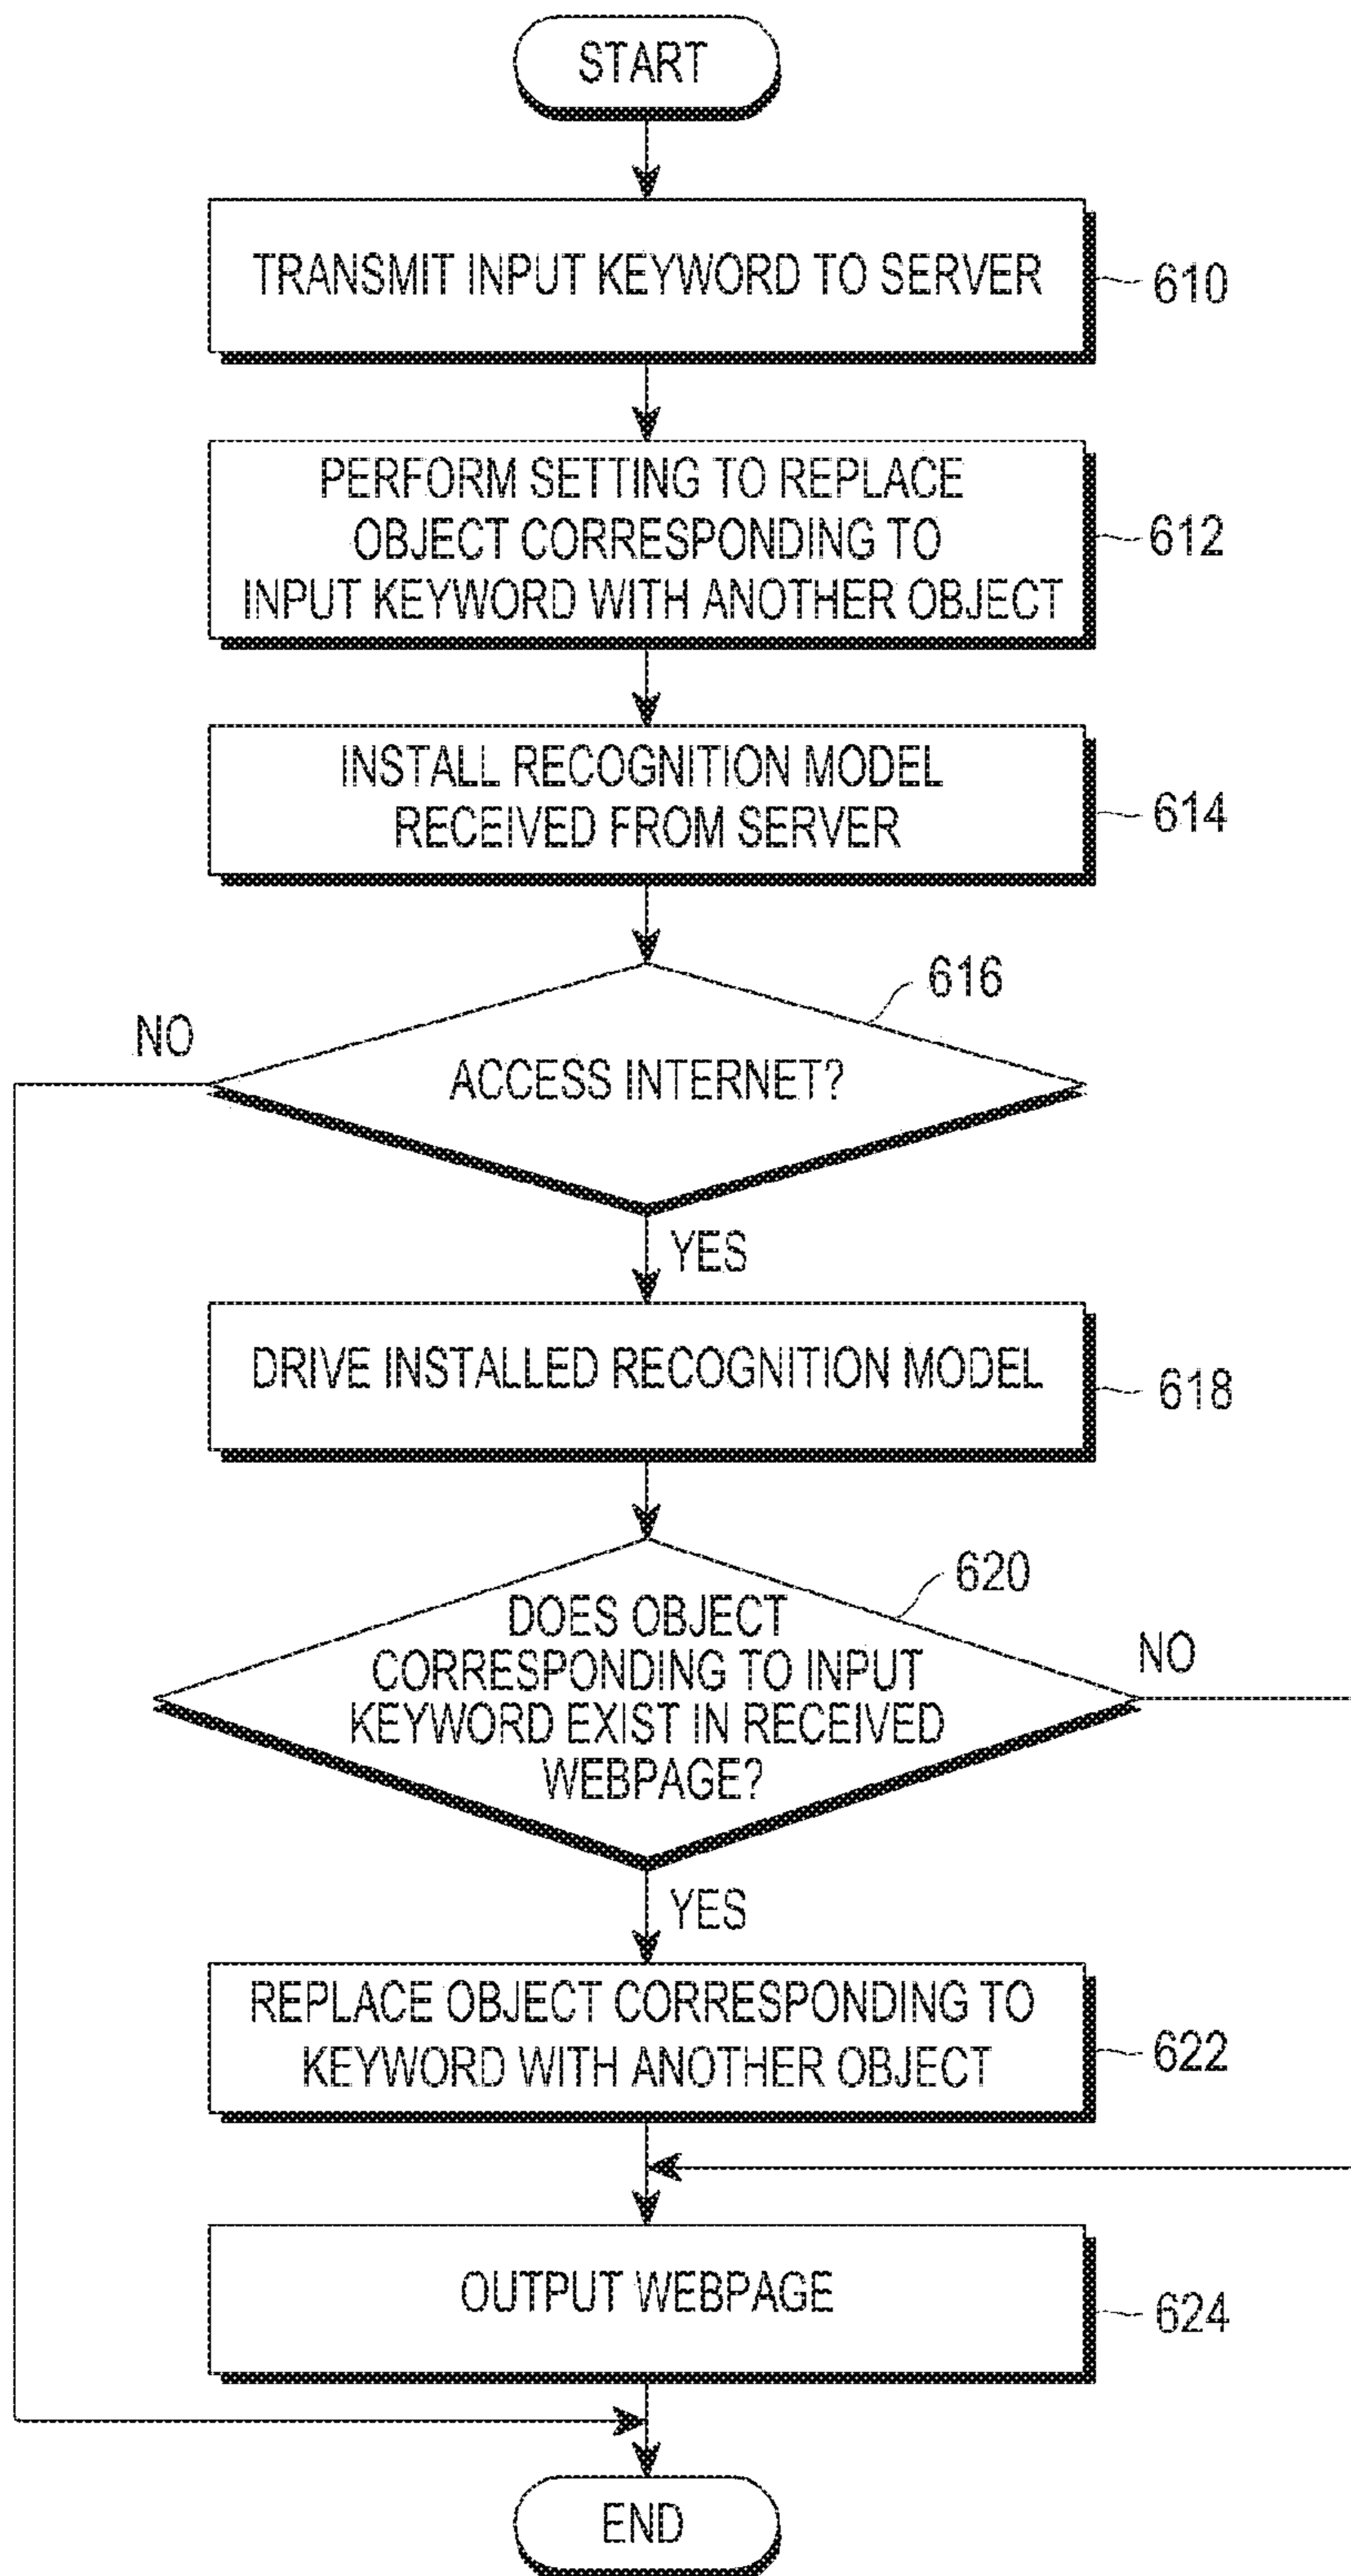 START
TRANSMIT INPUT KEYWORD TO SERVER
610
PERFORM SETTING TO REPLACE
OBJECT CORRESPONDING TO
INPUT KEYWORD WITH ANOTHER OBJECT
612
INSTALL RECOGNITION MODEL
RECEIVED FROM SERVER
614
616
NO
ACCESS INTERNET?
YES
DRIVE INSTALLED RECOGNITION MODEL
618
620
DOES OBJECT
CORRESPONDING TO INPUT
KEYWORD EXIST IN RECEIVED
WEBPAGE?
NO
YES
REPLACE OBJECT CORRESPONDING TO
KEYWORD WITH ANOTHER OBJECT
622
OUTPUT WEBPAGE
624
END